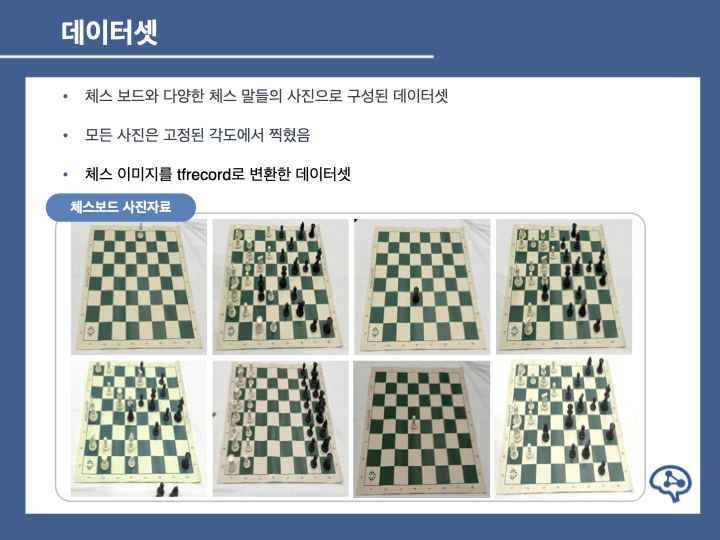 데이터셋
• 체스 보드와 다양한 체스 말들의 사진으로 구성된 데이터셋
• 모든 사진은 고정된 각도에서 찍혔음
• 체스 이미지를 tfrecord로 변환한 데이터셋
체스보드 사진자료